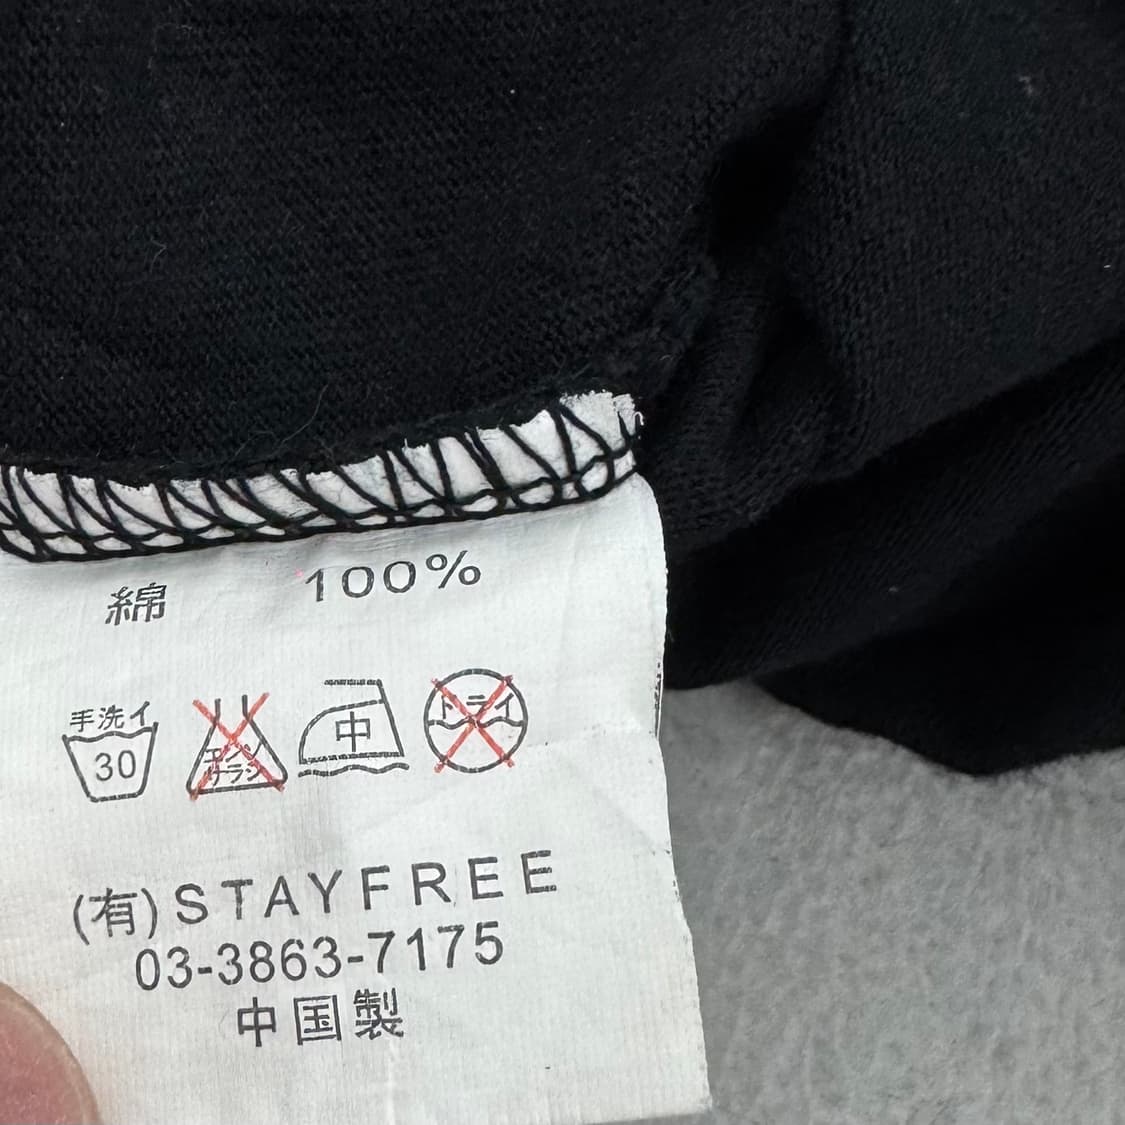 綿 100%
手洗イ 30 エンソサラシ 中 ドライ
(有)STAYFREE
03-3863-7175
中国製